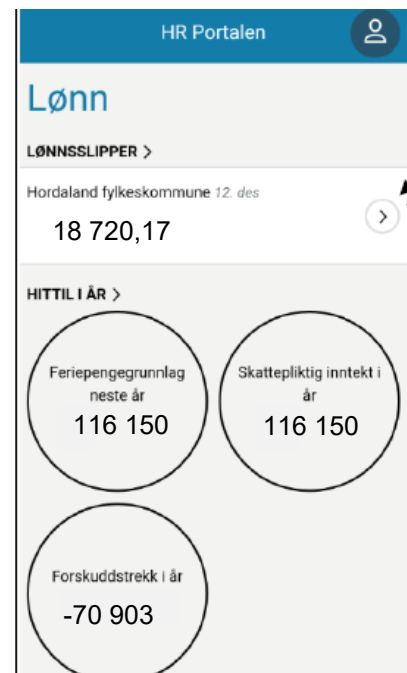 HR Portalen
Lønn
LØNNSSLIPPER >
Hordaland fylkeskommune 12. des
18 720,17
HITTIL I ÅR >
Feriepengegrunnlag
neste år
116 150
Skattepliktig inntekt i
år
116 150
Forskuddstrekk i år
-70 903